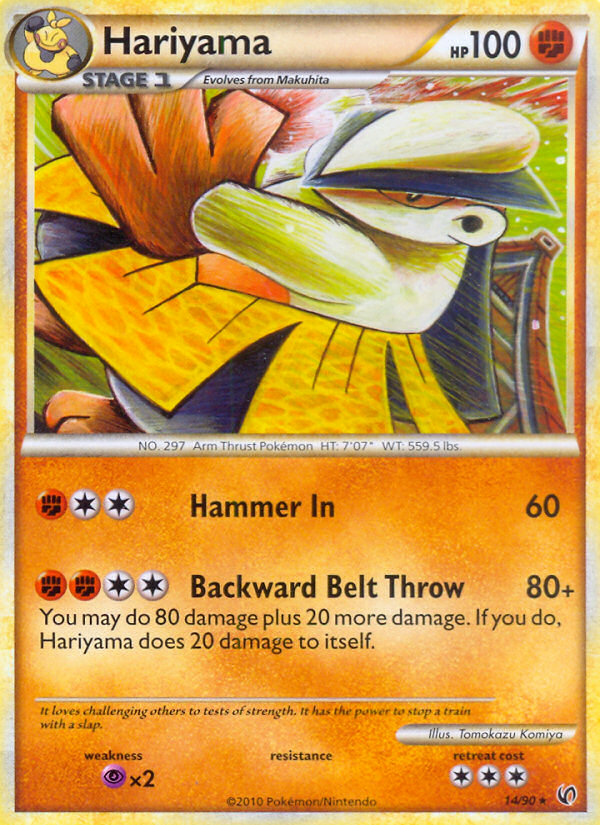 Hariyama
HP100
STAGE 1
Evolves from Makuhita
NO. 297 Arm Thrust Pokémon HT: 7'07" WT: 559.5 lbs.
Hammer In 60
Backward Belt Throw 80+
You may do 80 damage plus 20 more damage. If you do,
Hariyama does 20 damage to itself.
It loves challenging others to tests of strength. It has the power to stop a train
with a slap.
Illus. Tomokazu Komiya
weakness resistance retreat cost
×2
©2010 Pokémon/Nintendo 14/90 ★